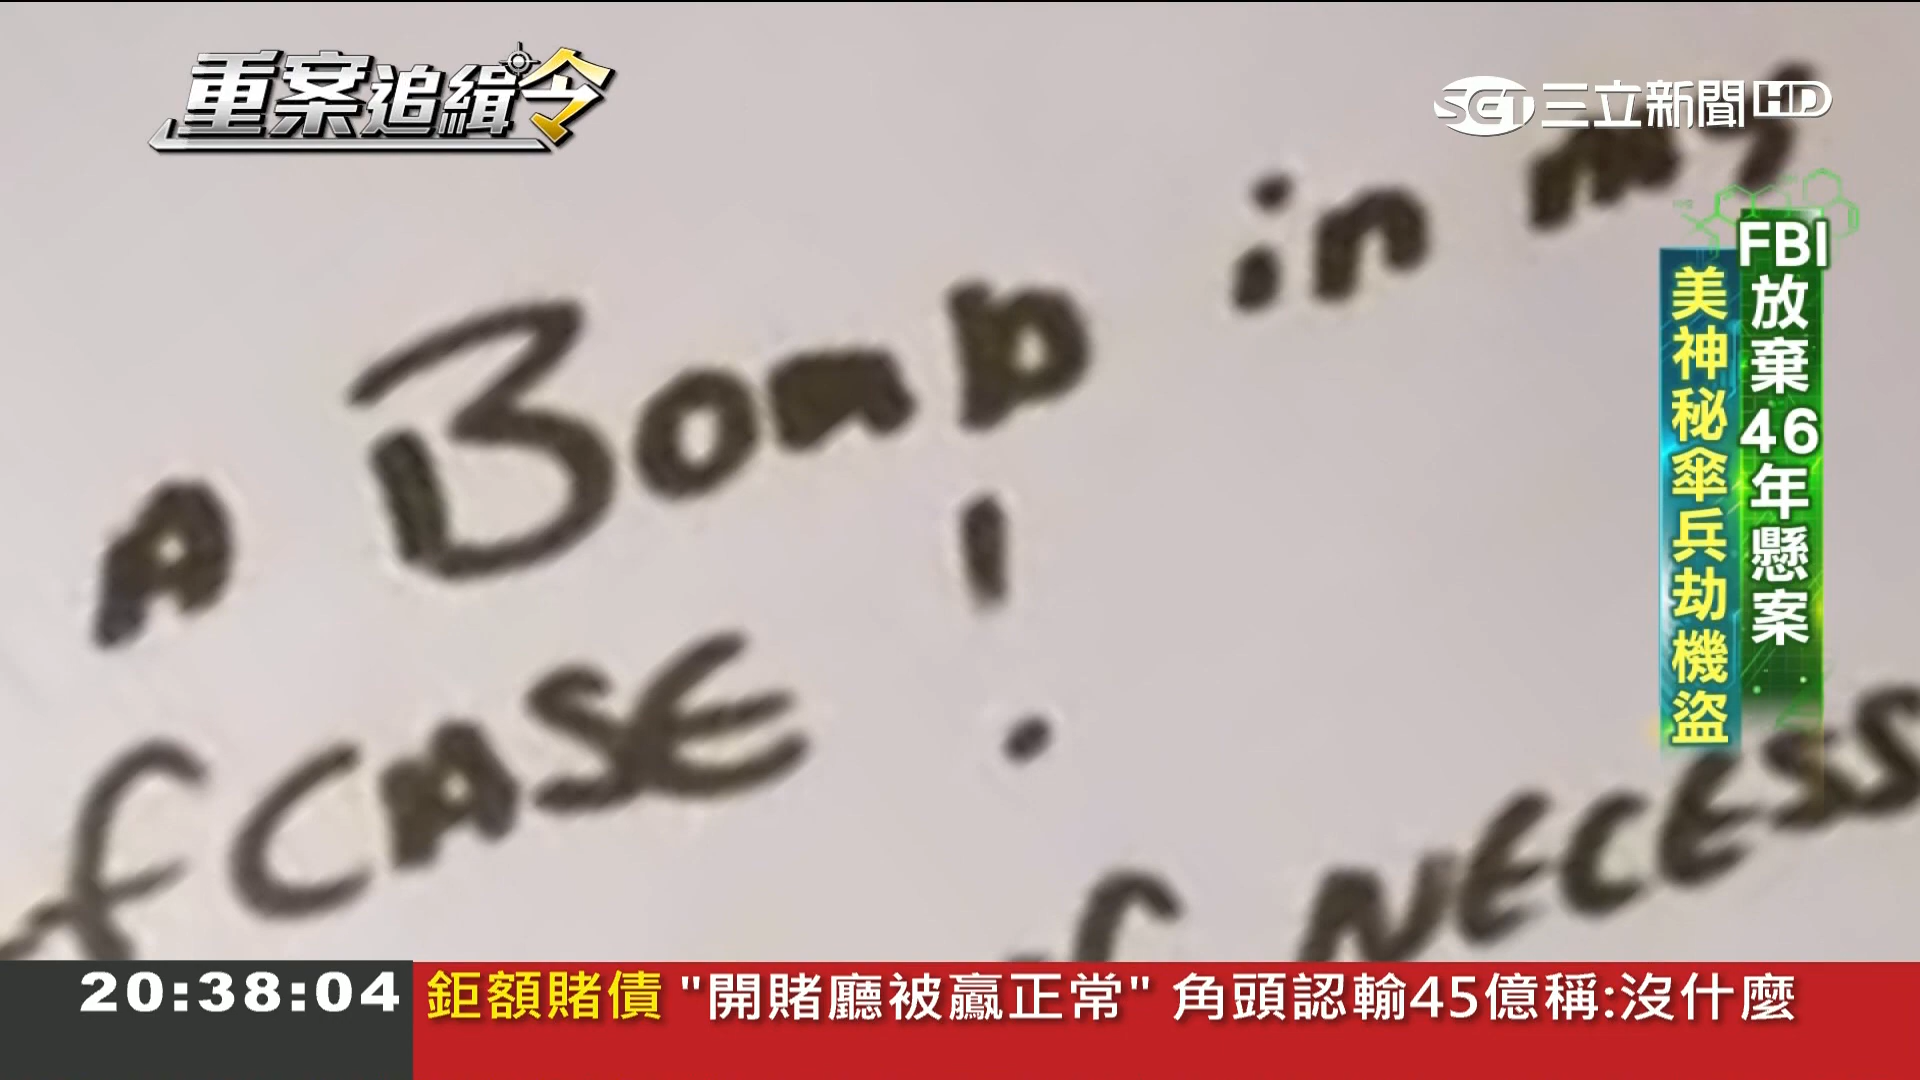 重案追緝令
SET三立新聞HD
FBI放棄46年懸案
美神秘傘兵劫機盜
A Bomb in my
of CASE!
if NECESS
20:38:04
鉅額賭債 "開賭廳被贏正常" 角頭認輸45億稱:沒什麼